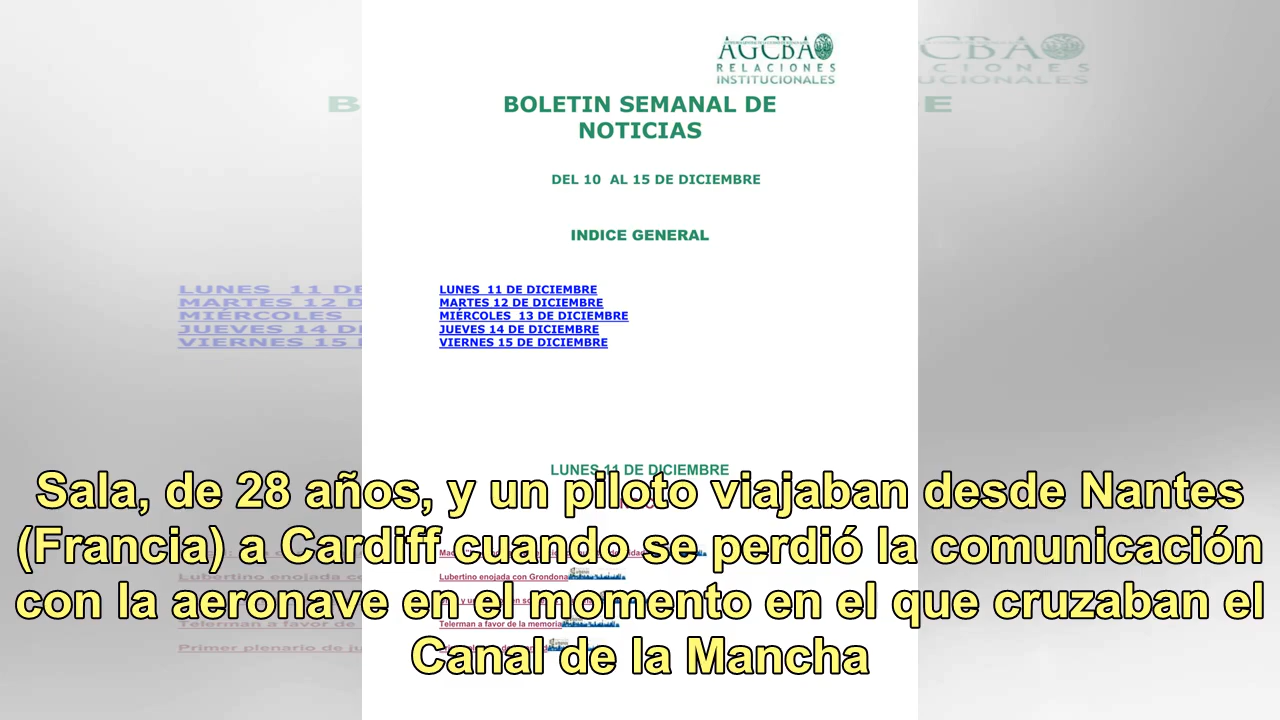 AGCBA
RELACIONES
INSTITUCIONALES
BOLETIN SEMANAL DE
NOTICIAS
DEL 10 AL 15 DE DICIEMBRE
INDICE GENERAL
LUNES 11 DE DICIEMBRE
MARTES 12 DE DICIEMBRE
MIÉRCOLES 13 DE DICIEMBRE
JUEVES 14 DE DICIEMBRE
VIERNES 15 DE DICIEMBRE
LUNES 11 DE DICIEMBRE
Sala, de 28 años, y un piloto viajaban desde Nantes
(Francia) a Cardiff cuando se perdió la comunicación
Lubertino enojada con Grondona
con la aeronave en el momento en el que cruzaban el
Telerman a favor de la memoria
Canal de la Mancha